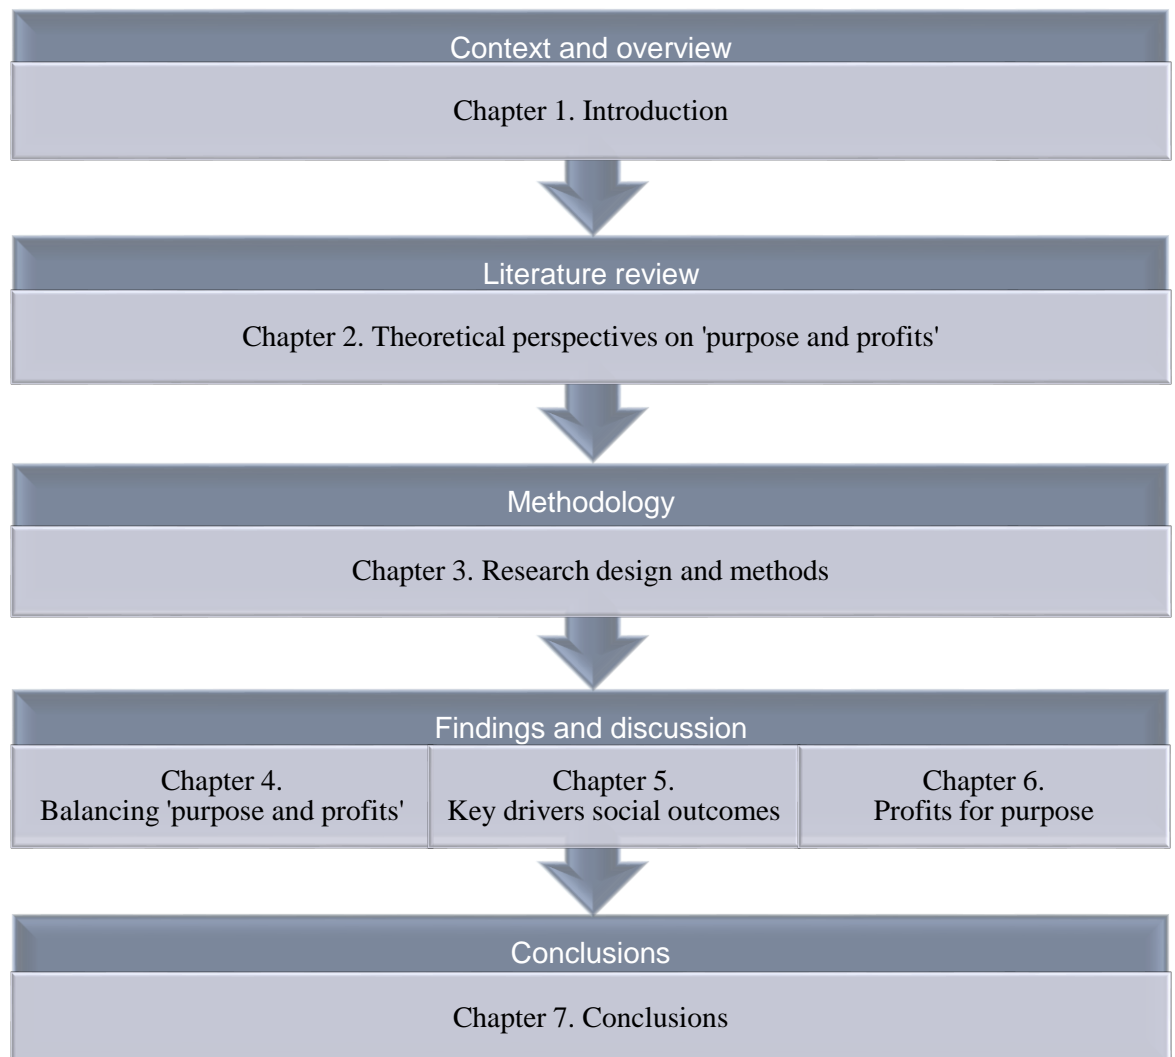 Context and overview
Chapter 1. Introduction
Literature review
Chapter 2. Theoretical perspectives on 'purpose and profits'
Methodology
Chapter 3. Research design and methods
Findings and discussion
Chapter 4.
Balancing 'purpose and profits'
Chapter 5.
Key drivers social outcomes
Chapter 6.
Profits for purpose
Conclusions
Chapter 7. Conclusions